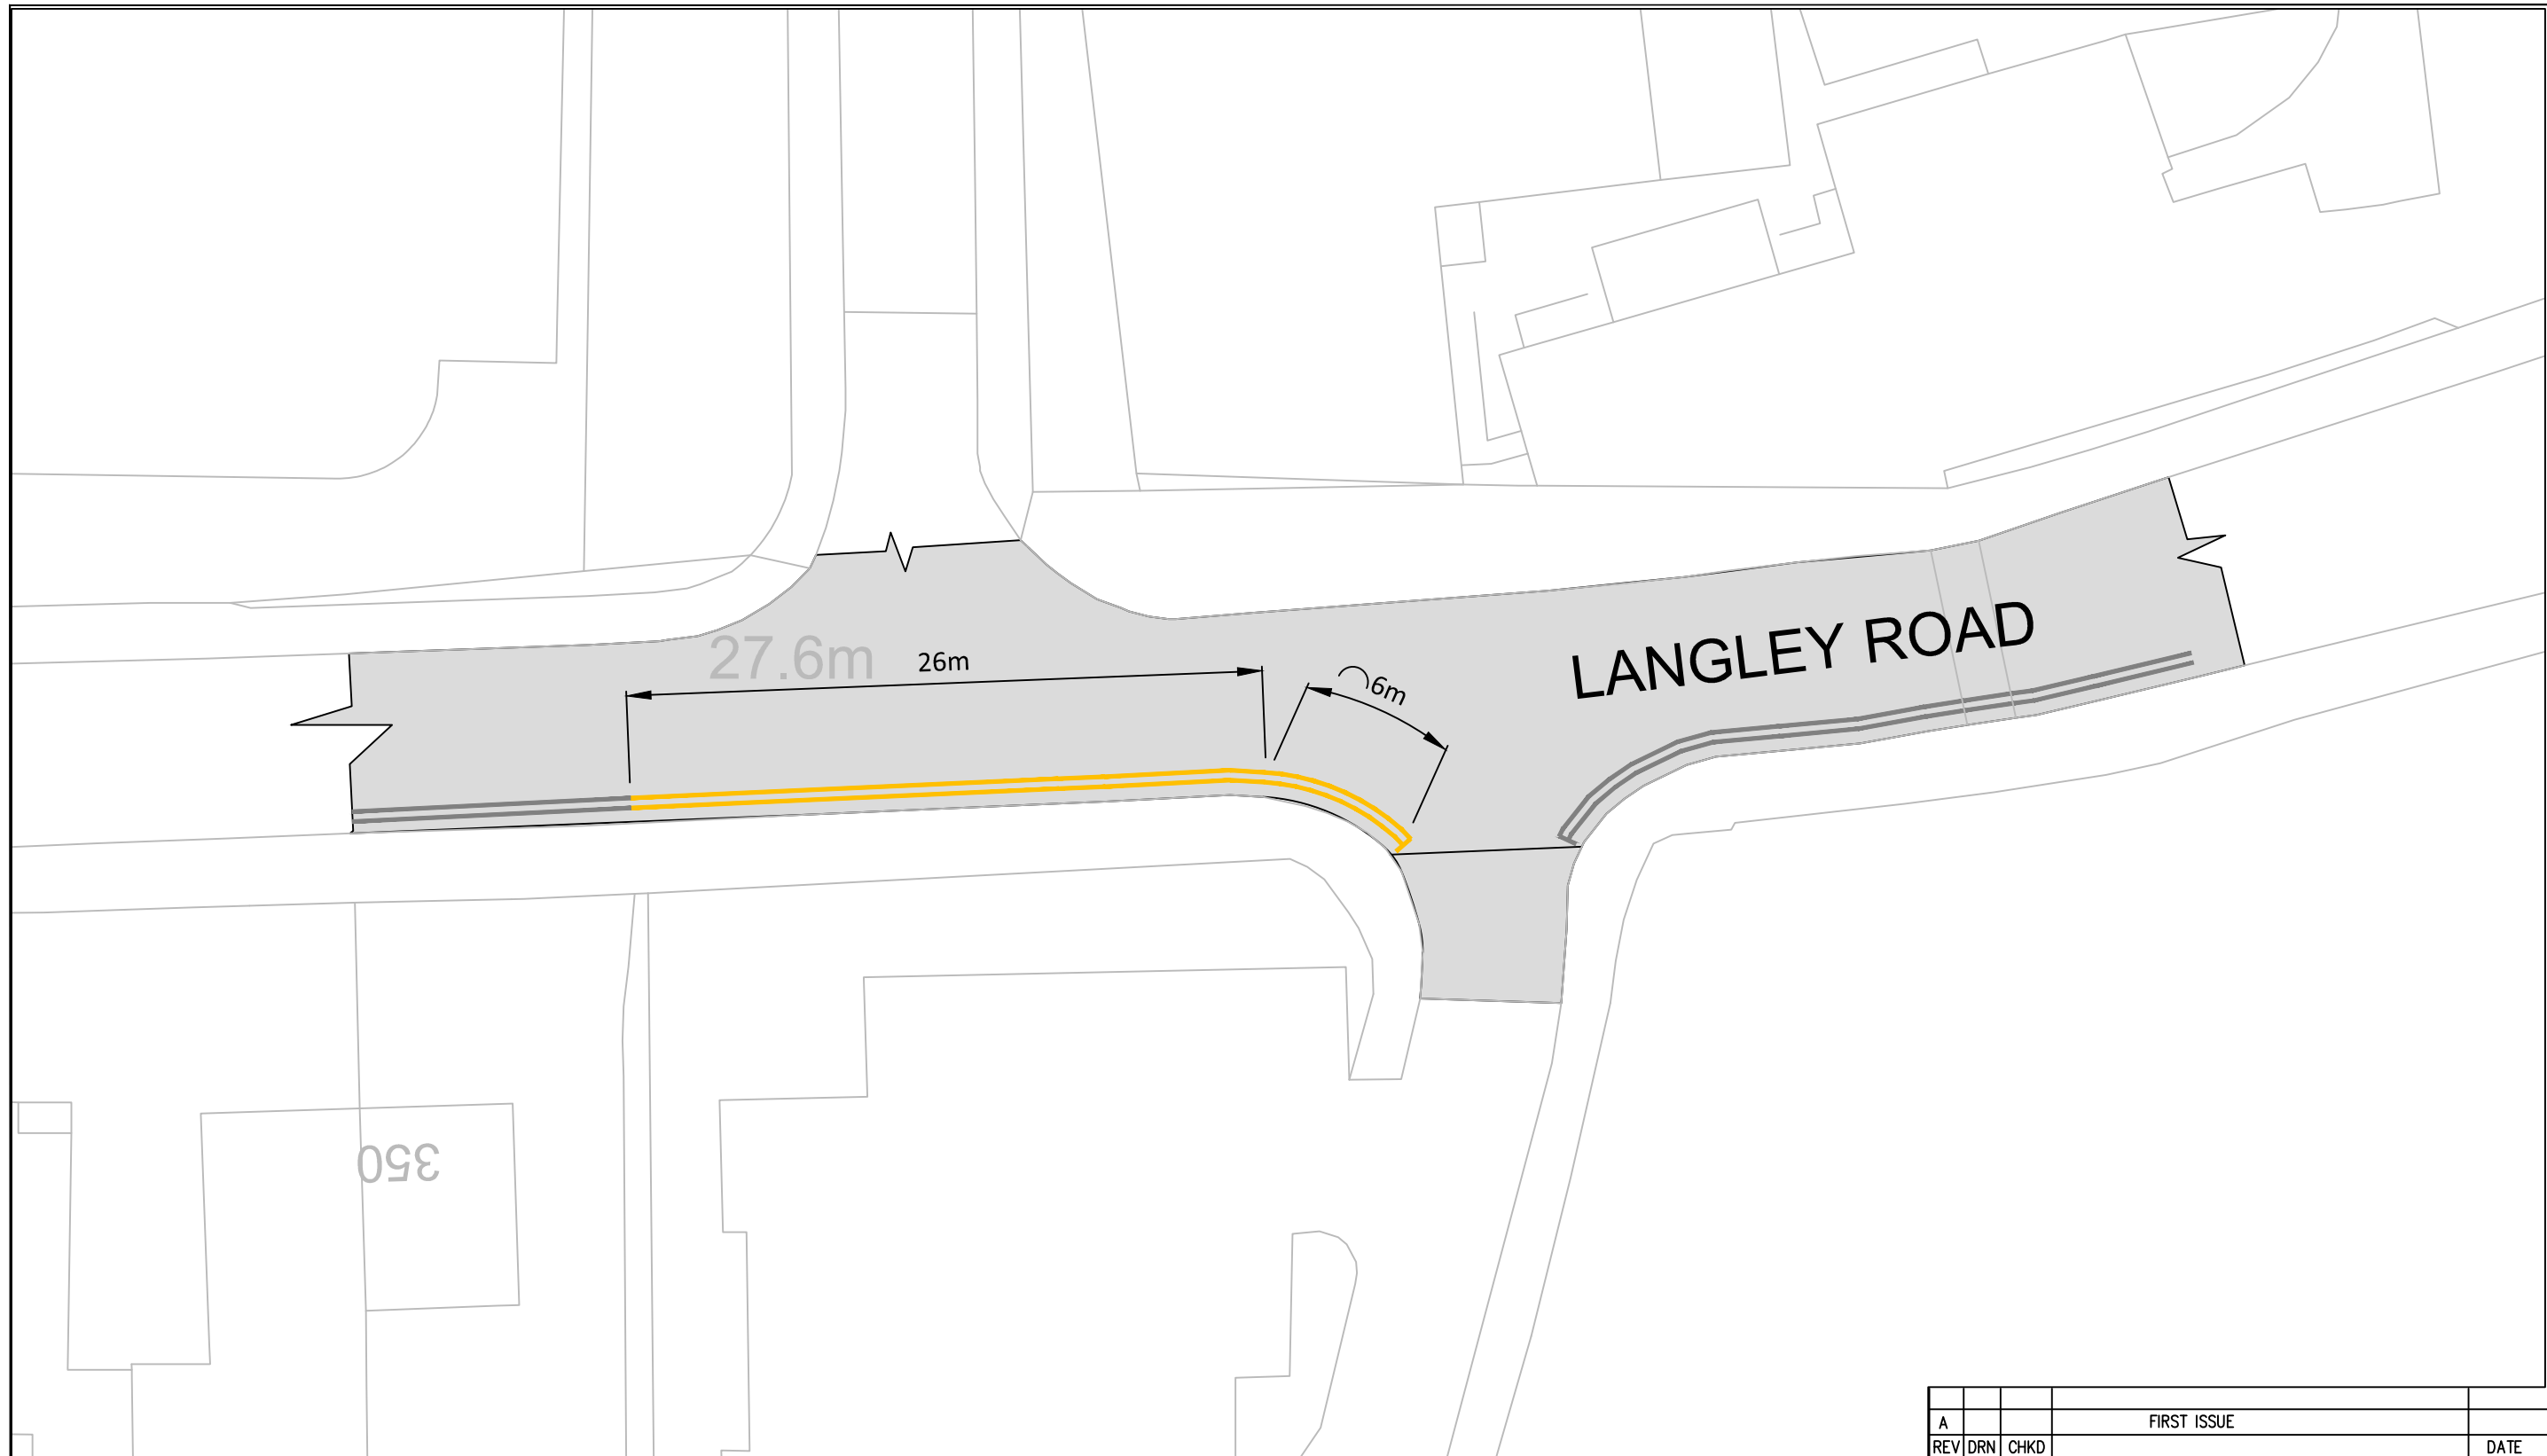 27.6m
26m
6m
LANGLEY ROAD
350
A FIRST ISSUE
REV DRN CHKD DATE